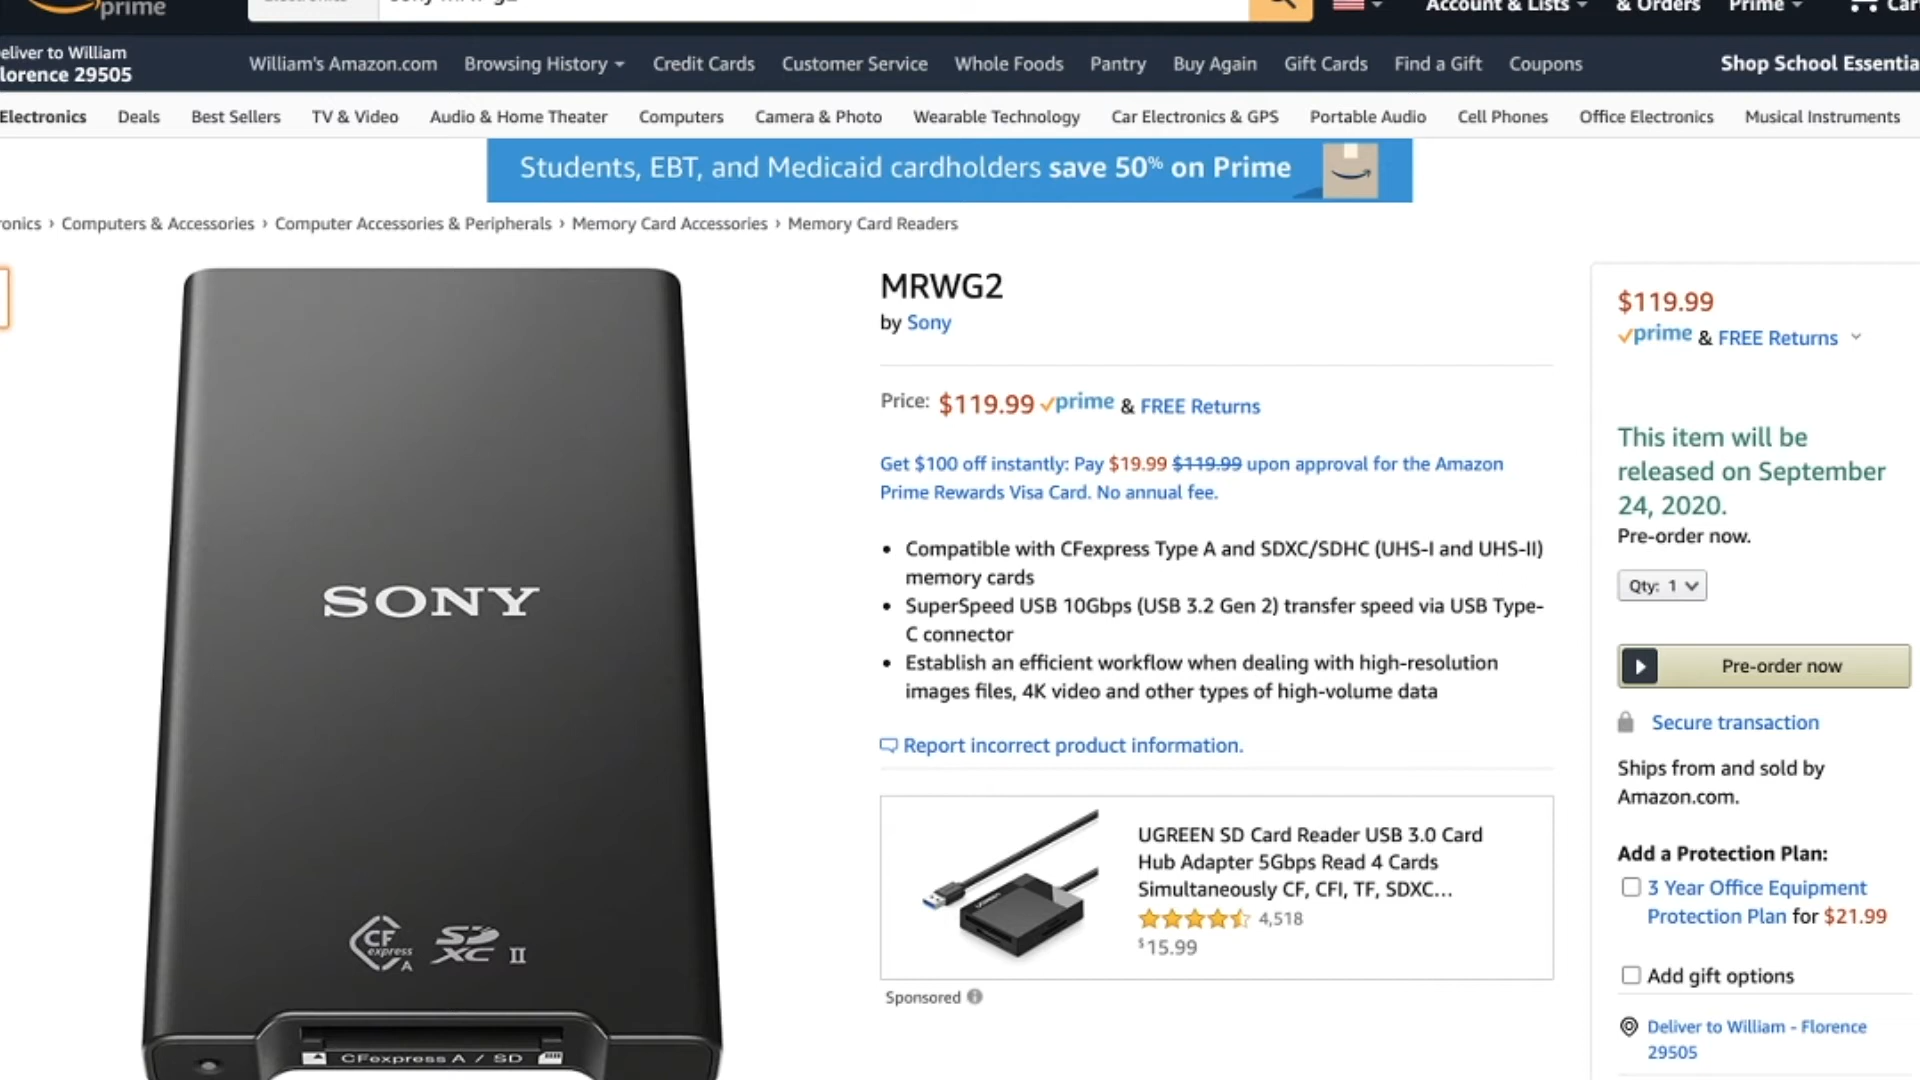 prime
Account & Lists
& Orders
Prime
eliver to William
lorence 29505
William's Amazon.com Browsing History Credit Cards Customer Service Whole Foods Pantry Buy Again Gift Cards Find a Gift Coupons
Shop School Essentia
Electronics Deals Best Sellers TV & Video Audio & Home Theater Computers Camera & Photo Wearable Technology Car Electronics & GPS Portable Audio Cell Phones Office Electronics Musical Instruments
Students, EBT, and Medicaid cardholders save 50% on Prime
ronics › Computers & Accessories › Computer Accessories & Peripherals › Memory Card Accessories › Memory Card Readers
SONY
CF
express
A
SD
XC II
CFexpress A / SD
MRWG2
by Sony
Price: $119.99 prime & FREE Returns
Get $100 off instantly: Pay $19.99 $119.99 upon approval for the Amazon
Prime Rewards Visa Card. No annual fee.
• Compatible with CFexpress Type A and SDXC/SDHC (UHS-I and UHS-II)
memory cards
• SuperSpeed USB 10Gbps (USB 3.2 Gen 2) transfer speed via USB Type-
C connector
• Establish an efficient workflow when dealing with high-resolution
images files, 4K video and other types of high-volume data
Report incorrect product information.
UGREEN
UGREEN SD Card Reader USB 3.0 Card
Hub Adapter 5Gbps Read 4 Cards
Simultaneously CF, CFI, TF, SDXC...
4,518
$15.99
Sponsored
$119.99
prime & FREE Returns
This item will be
released on September
24, 2020.
Pre-order now.
Qty: 1
Pre-order now
Secure transaction
Ships from and sold by
Amazon.com.
Add a Protection Plan:
3 Year Office Equipment
Protection Plan for $21.99
Add gift options
Deliver to William - Florence
29505